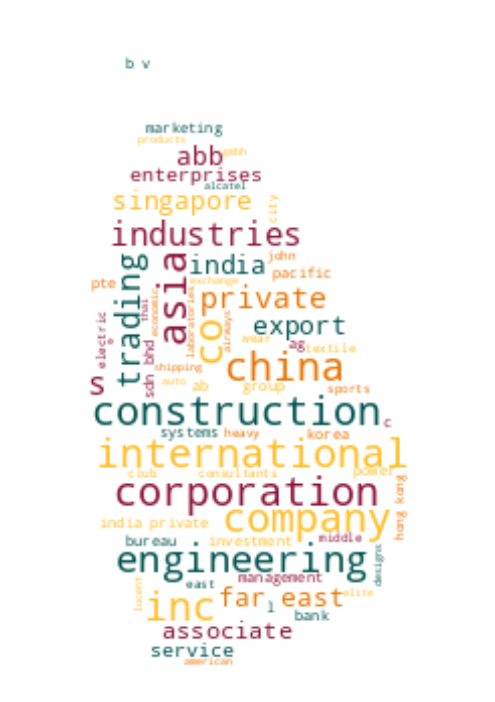 b v
marketing
products
abb gmbh
enterprises
alcatel
singapore city
industries
trading asia india john
pte pacific
exchange
economic
thai
laboratories
private
co airways export
electric
sdn bhd
wear ag textile
shipping china
s auto ab group sports
construction c
systems heavy korea
international
club consultants power
corporation
hong kong
india private company
bureau investment middle
engineering designs
east management
lucent inc far east elite
l bank
associate
service
american